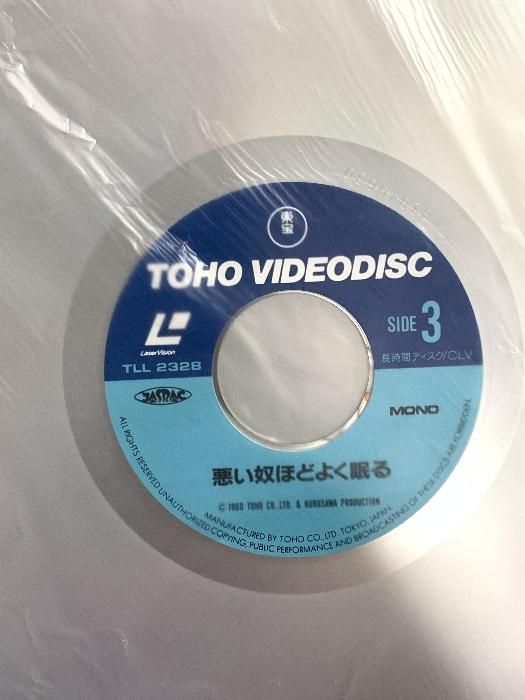 東宝
TOHO VIDEODISC
SIDE 3
LaserVision
TLL 2328
長時間ディスク/CLV
JASRAC
MONO
悪い奴ほどよく眠る
© 1960 TOHO CO.,LTD. & KUROSAWA PRODUCTION
MANUFACTURED BY TOHO CO., LTD. TOKYO, JAPAN
ALL RIGHTS RESERVED UNAUTHORIZED COPYING, PUBLIC PERFORMANCE AND BROADCASTING OF THESE DISCS ARE FORBIDDEN.